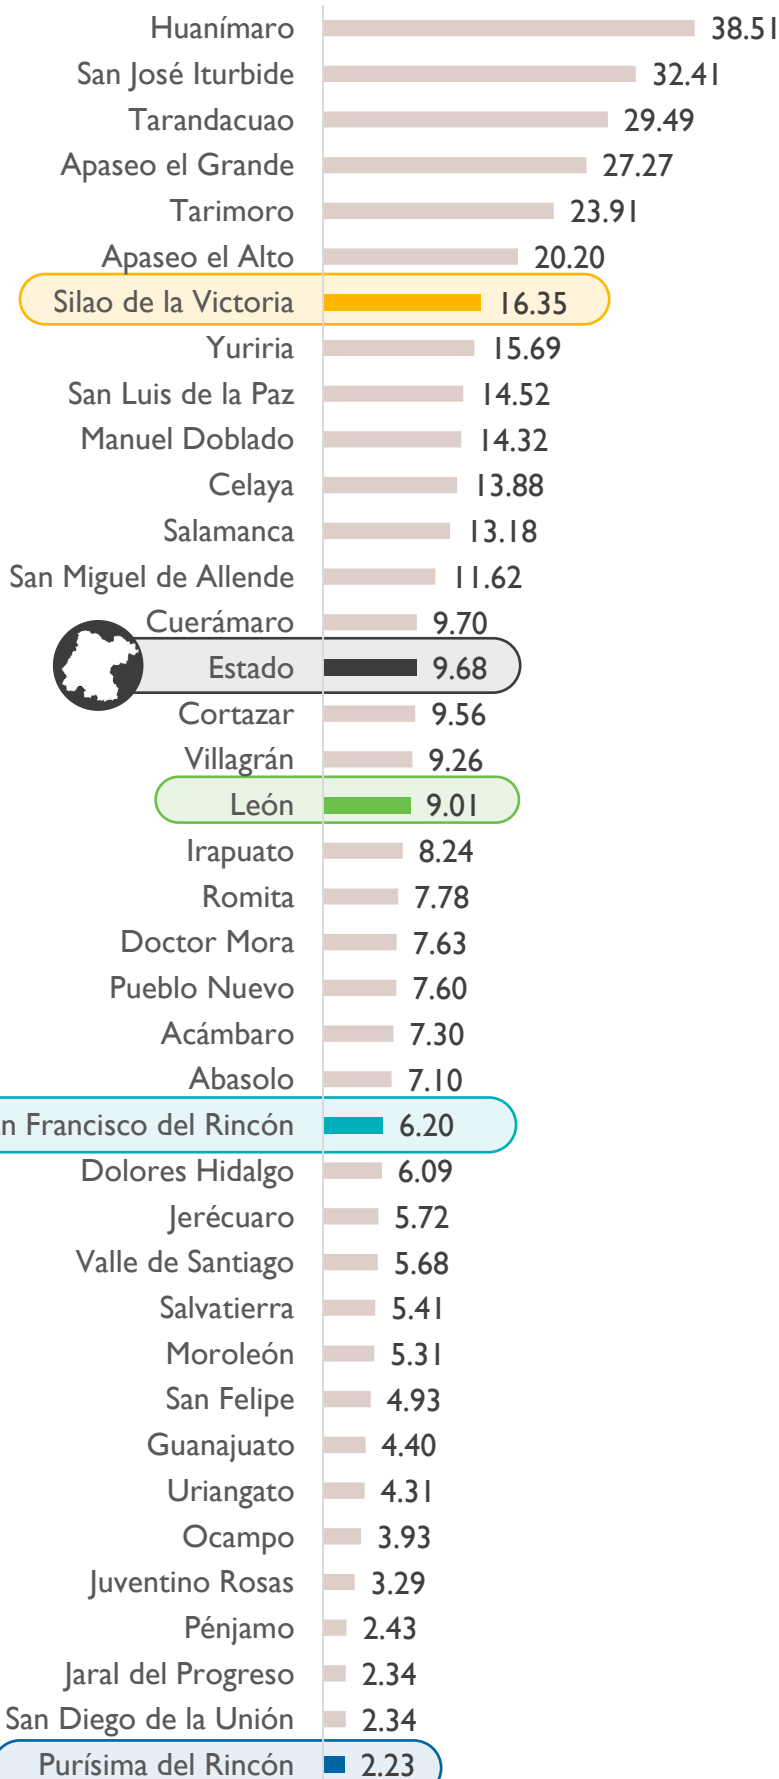 Huanímaro 38.51
San José Iturbide 32.41
Tarandacuao 29.49
Apaseo el Grande 27.27
Tarimoro 23.91
Apaseo el Alto 20.20
Silao de la Victoria 16.35
Yuriria 15.69
San Luis de la Paz 14.52
Manuel Doblado 14.32
Celaya 13.88
Salamanca 13.18
San Miguel de Allende 11.62
Cuerámaro 9.70
Estado 9.68
Cortazar 9.56
Villagrán 9.26
León 9.01
Irapuato 8.24
Romita 7.78
Doctor Mora 7.63
Pueblo Nuevo 7.60
Acámbaro 7.30
Abasolo 7.10
n Francisco del Rincón 6.20
Dolores Hidalgo 6.09
Jerécuaro 5.72
Valle de Santiago 5.68
Salvatierra 5.41
Moroleón 5.31
San Felipe 4.93
Guanajuato 4.40
Uriangato 4.31
Ocampo 3.93
Juventino Rosas 3.29
Pénjamo 2.43
Jaral del Progreso 2.34
San Diego de la Unión 2.34
Purísima del Rincón 2.23